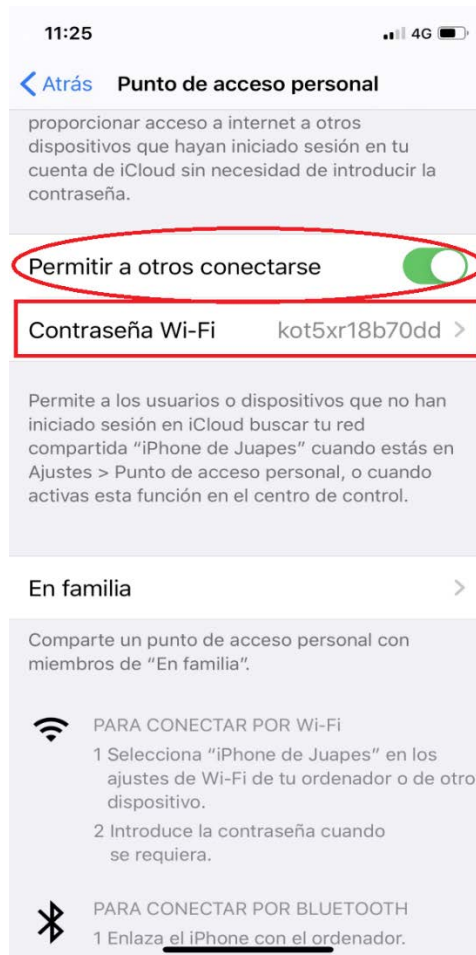 11:25
4G
Atrás
Punto de acceso personal
proporcionar acceso a internet a otros
dispositivos que hayan iniciado sesión en tu
cuenta de iCloud sin necesidad de introducir la
contraseña.
Permitir a otros conectarse
Contraseña Wi-Fi kot5xr18b70dd
Permite a los usuarios o dispositivos que no han
iniciado sesión en iCloud buscar tu red
compartida “iPhone de Juapes” cuando estás en
Ajustes > Punto de acceso personal, o cuando
activas esta función en el centro de control.
En familia
Comparte un punto de acceso personal con
miembros de “En familia”.
PARA CONECTAR POR Wi-Fi
1 Selecciona “iPhone de Juapes” en los
ajustes de Wi-Fi de tu ordenador o de otro
dispositivo.
2 Introduce la contraseña cuando
se requiera.
PARA CONECTAR POR BLUETOOTH
1 Enlaza el iPhone con el ordenador.